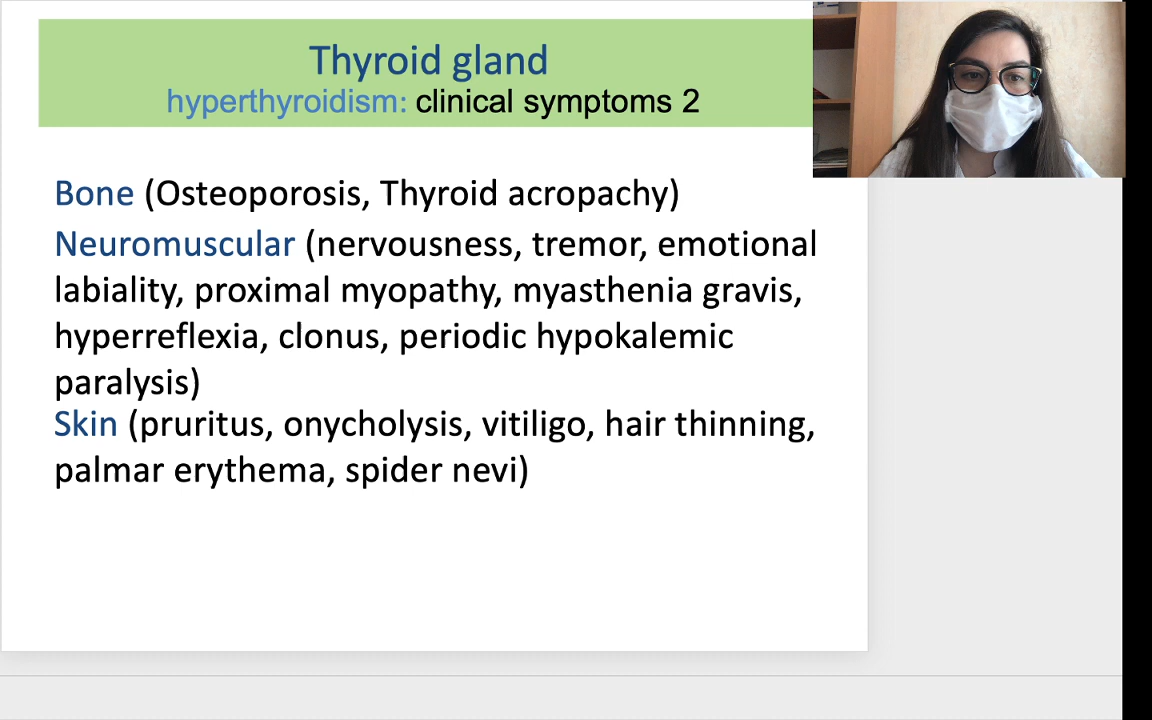 Thyroid gland
hyperthyroidism: clinical symptoms 2
Bone (Osteoporosis, Thyroid acropachy)
Neuromuscular (nervousness, tremor, emotional
labiality, proximal myopathy, myasthenia gravis,
hyperreflexia, clonus, periodic hypokalemic
paralysis)
Skin (pruritus, onycholysis, vitiligo, hair thinning,
palmar erythema, spider nevi)